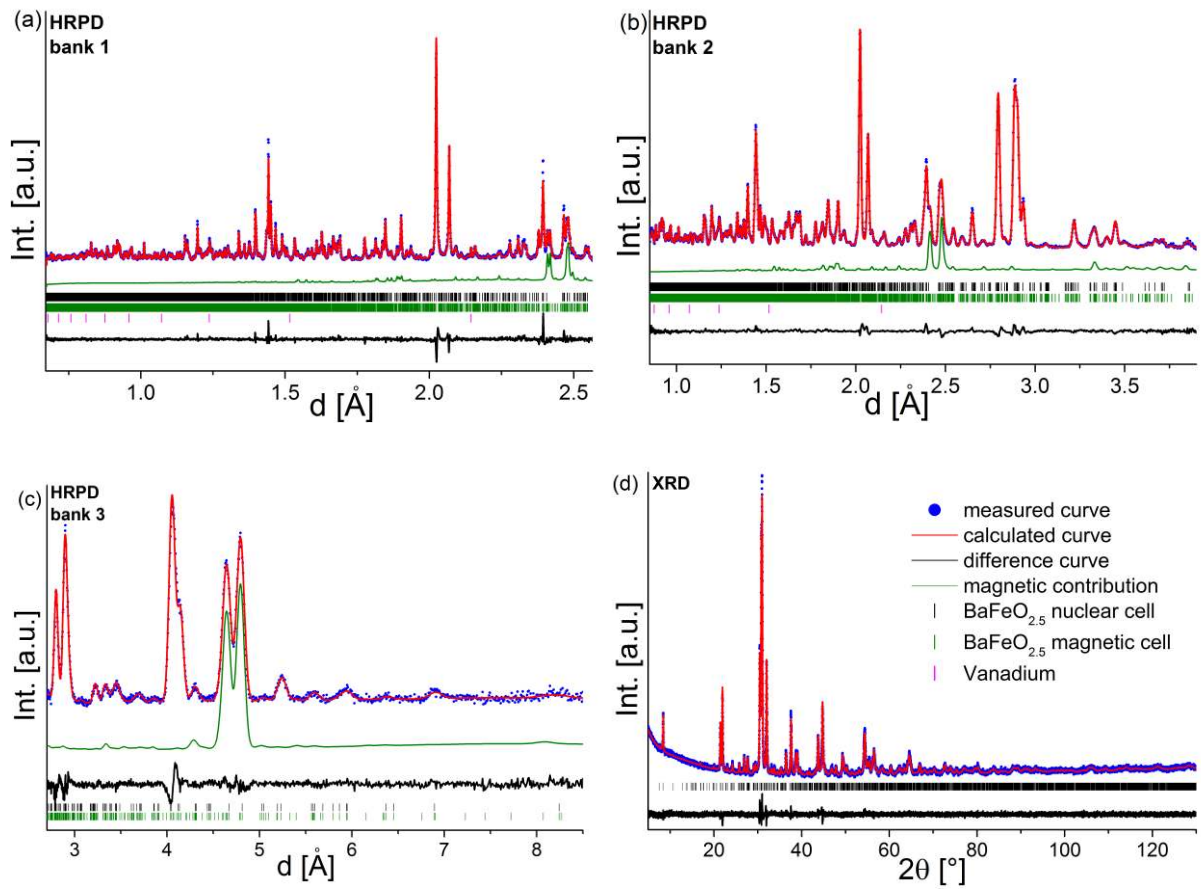 (a) HRPD
bank 1
Int. [a.u.]
1.0 1.5 2.0 2.5
d [Å]
(b) HRPD
bank 2
Int. [a.u.]
1.0 1.5 2.0 2.5 3.0 3.5
d [Å]
(c) HRPD
bank 3
Int. [a.u.]
3 4 5 6 7 8
d [Å]
(d) XRD
measured curve
calculated curve
difference curve
magnetic contribution
BaFeO2.5 nuclear cell
BaFeO2.5 magnetic cell
Vanadium
Int. [a.u.]
20 40 60 80 100 120
2θ [°]